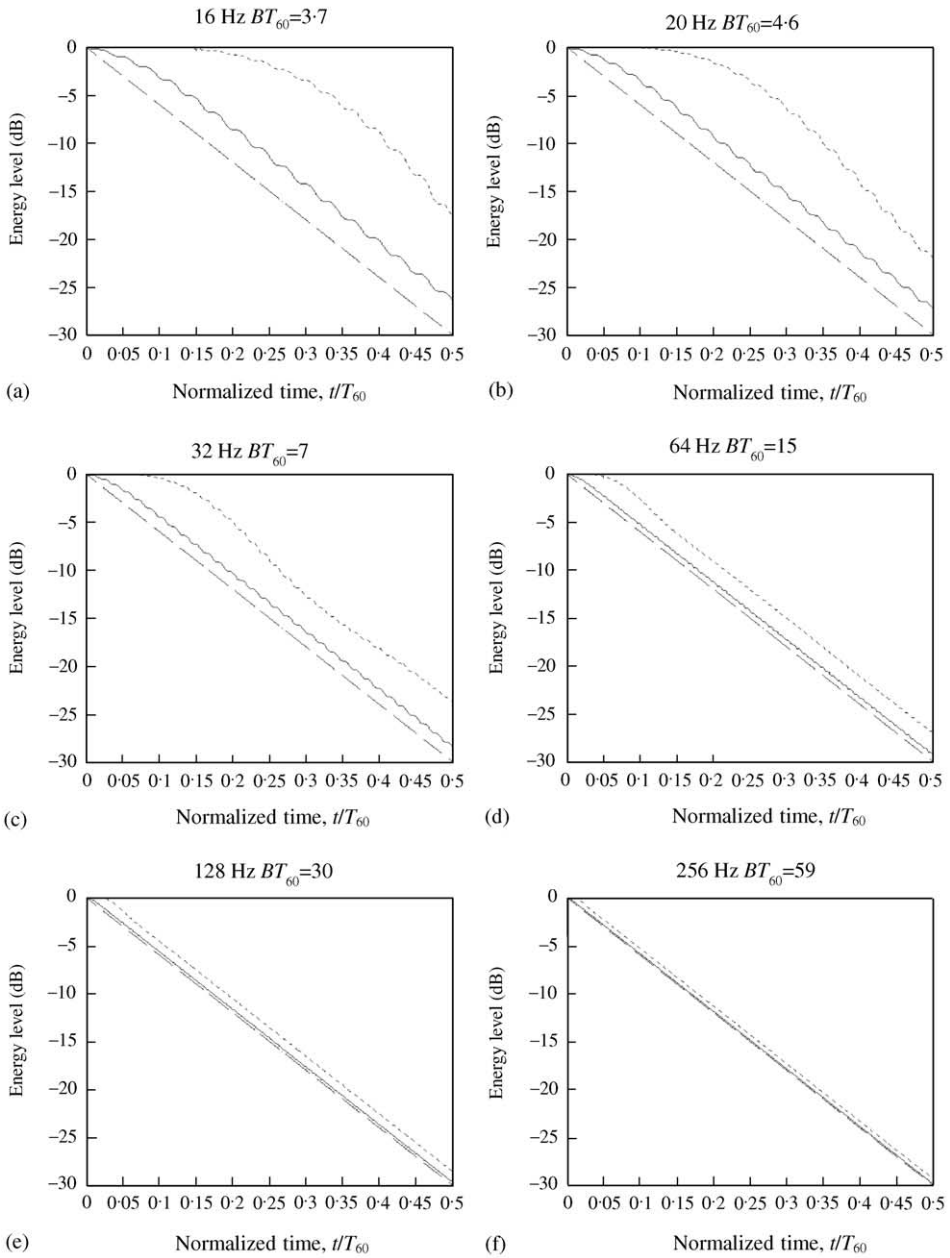 16 Hz BT60=3·7
0
−5
−10
−15
−20
−25
−30
Energy level (dB)
0 0·05 0·1 0·15 0·2 0·25 0·3 0·35 0·4 0·45 0·5
(a) Normalized time, t/T60
20 Hz BT60=4·6
0
−5
−10
−15
−20
−25
−30
Energy level (dB)
0 0·05 0·1 0·15 0·2 0·25 0·3 0·35 0·4 0·45 0·5
(b) Normalized time, t/T60
32 Hz BT60=7
0
−5
−10
−15
−20
−25
−30
Energy level (dB)
0 0·05 0·1 0·15 0·2 0·25 0·3 0·35 0·4 0·45 0·5
(c) Normalized time, t/T60
64 Hz BT60=15
0
−5
−10
−15
−20
−25
−30
Energy level (dB)
0 0·05 0·1 0·15 0·2 0·25 0·3 0·35 0·4 0·45 0·5
(d) Normalized time, t/T60
128 Hz BT60=30
0
−5
−10
−15
−20
−25
−30
Energy level (dB)
0 0·05 0·1 0·15 0·2 0·25 0·3 0·35 0·4 0·45 0·5
(e) Normalized time, t/T60
256 Hz BT60=59
0
−5
−10
−15
−20
−25
−30
Energy level (dB)
0 0·05 0·1 0·15 0·2 0·25 0·3 0·35 0·4 0·45 0·5
(f) Normalized time, t/T60